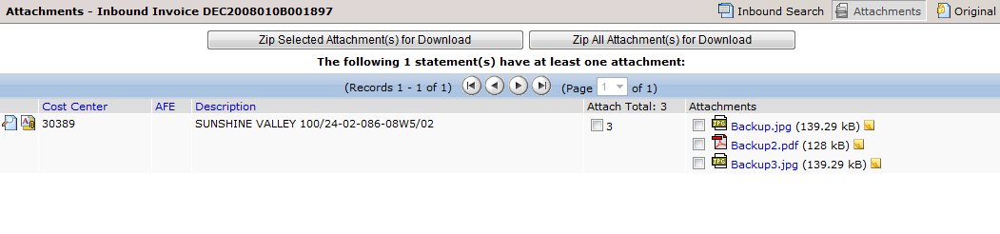 Attachments - Inbound Invoice DEC2008010B001897 Inbound Search Attachments Original
Zip Selected Attachment(s) for Download Zip All Attachment(s) for Download
The following 1 statement(s) have at least one attachment:
(Records 1 - 1 of 1) (Page 1 of 1)
Cost Center AFE Description Attach Total: 3 Attachments
30389 SUNSHINE VALLEY 100/24-02-086-08W5/02 3 JPG Backup.jpg (139.29 kB)
Backup2.pdf (128 kB)
JPG Backup3.jpg (139.29 kB)